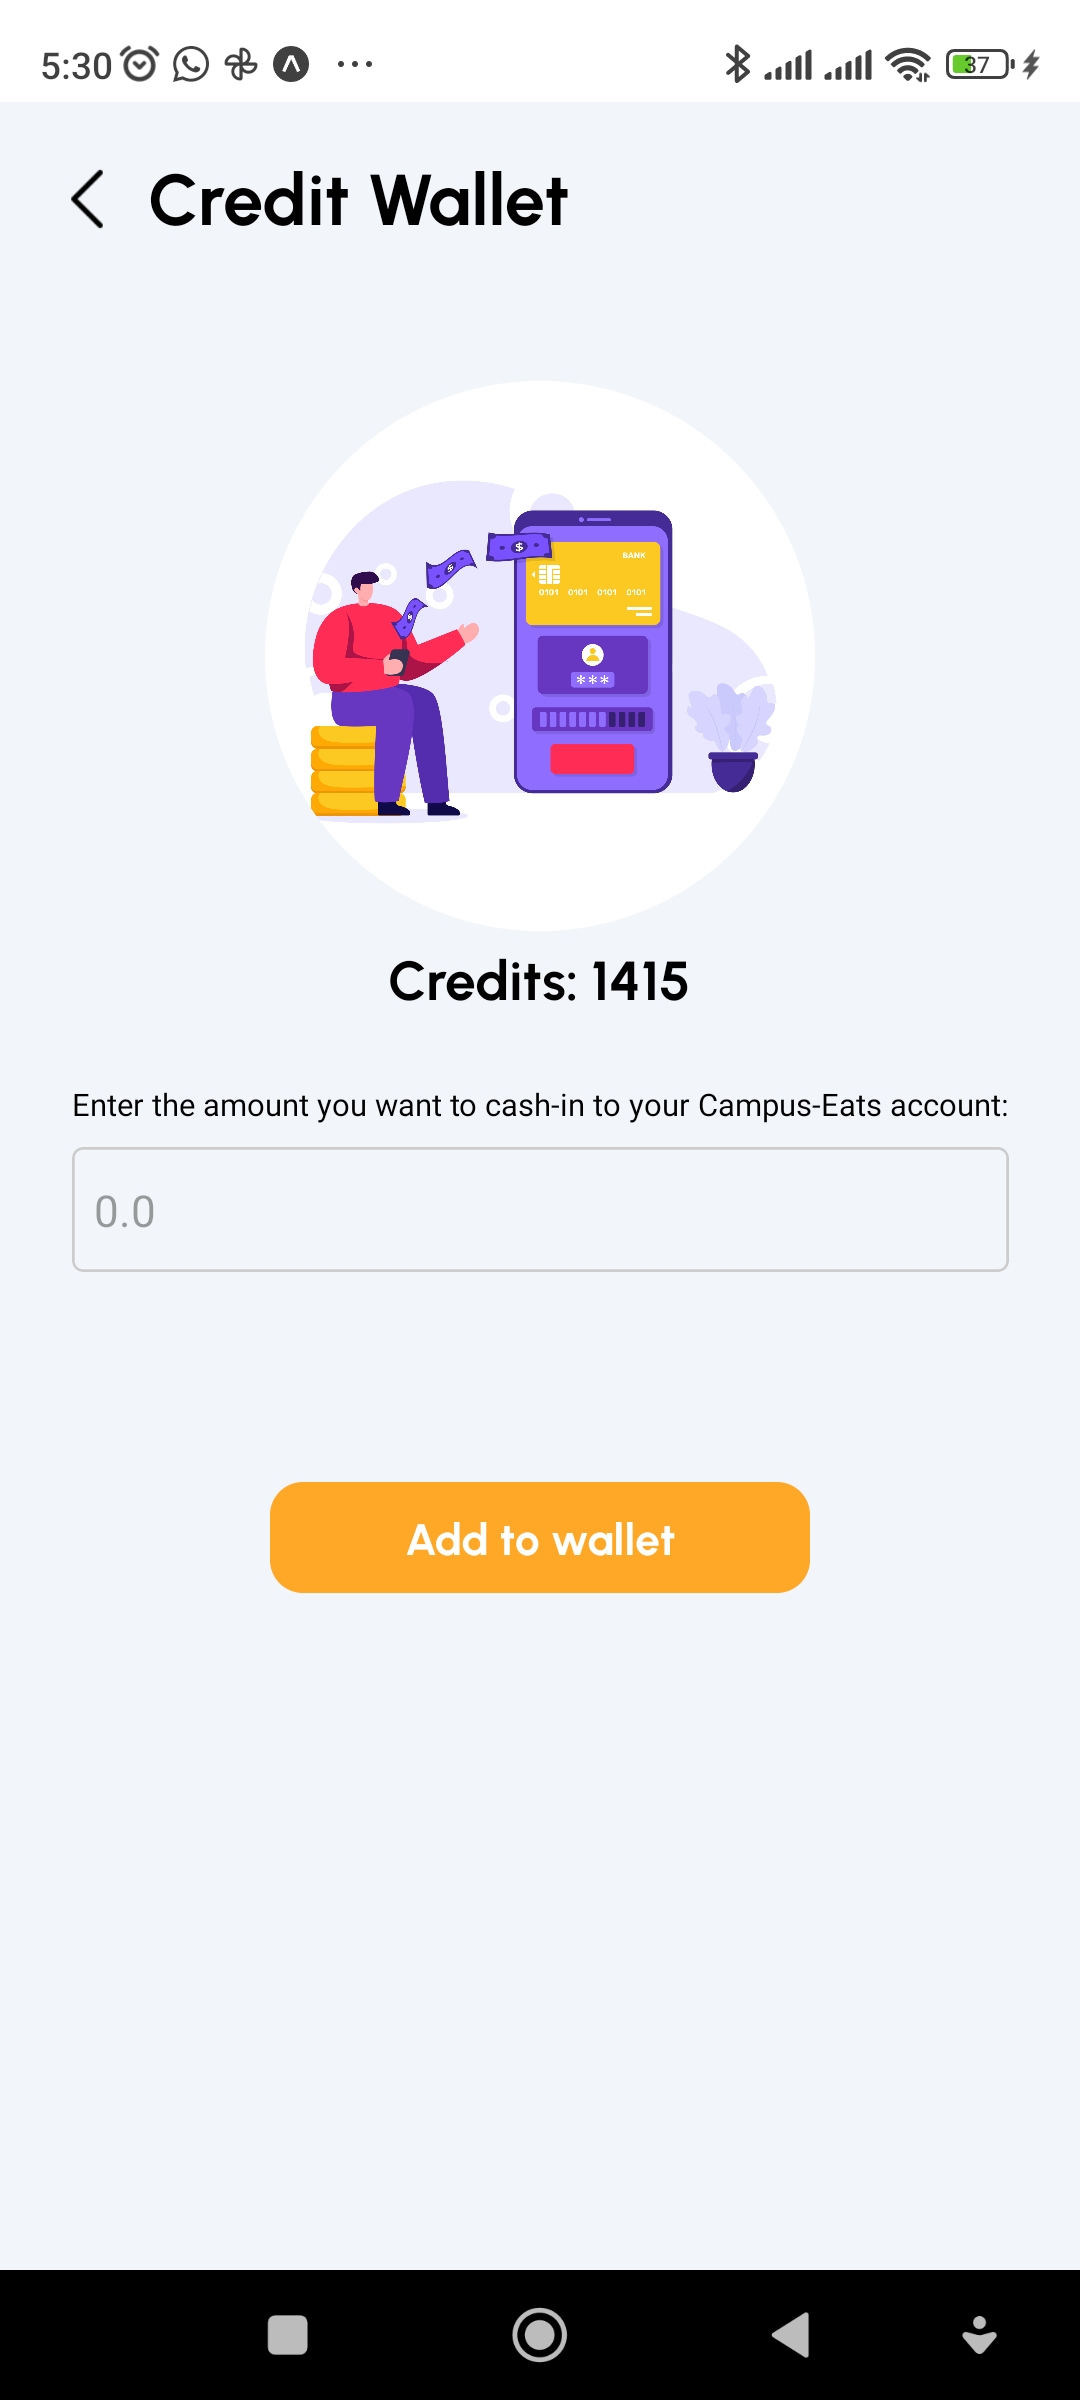 5:30
37
Credit Wallet
BANK
0101 0101 0101 0101
***
Credits: 1415
Enter the amount you want to cash-in to your Campus-Eats account:
0.0
Add to wallet